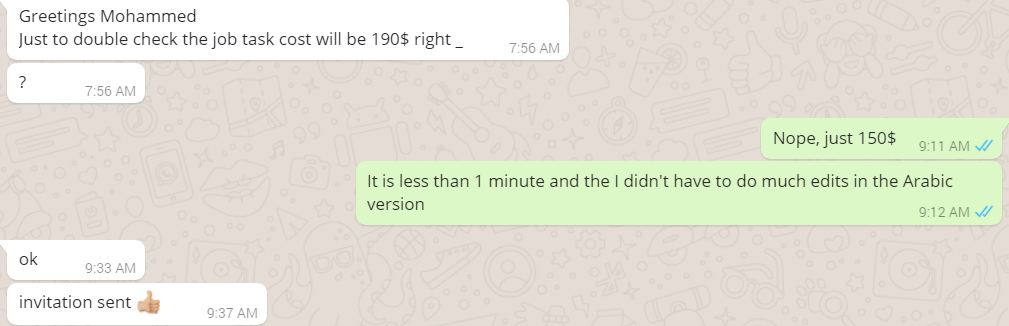 Greetings Mohammed
Just to double check the job task cost will be 190$ right _
7:56 AM
?
7:56 AM
Nope, just 150$
9:11 AM
It is less than 1 minute and the I didn't have to do much edits in the Arabic
version
9:12 AM
ok
9:33 AM
invitation sent 👍🏼
9:37 AM